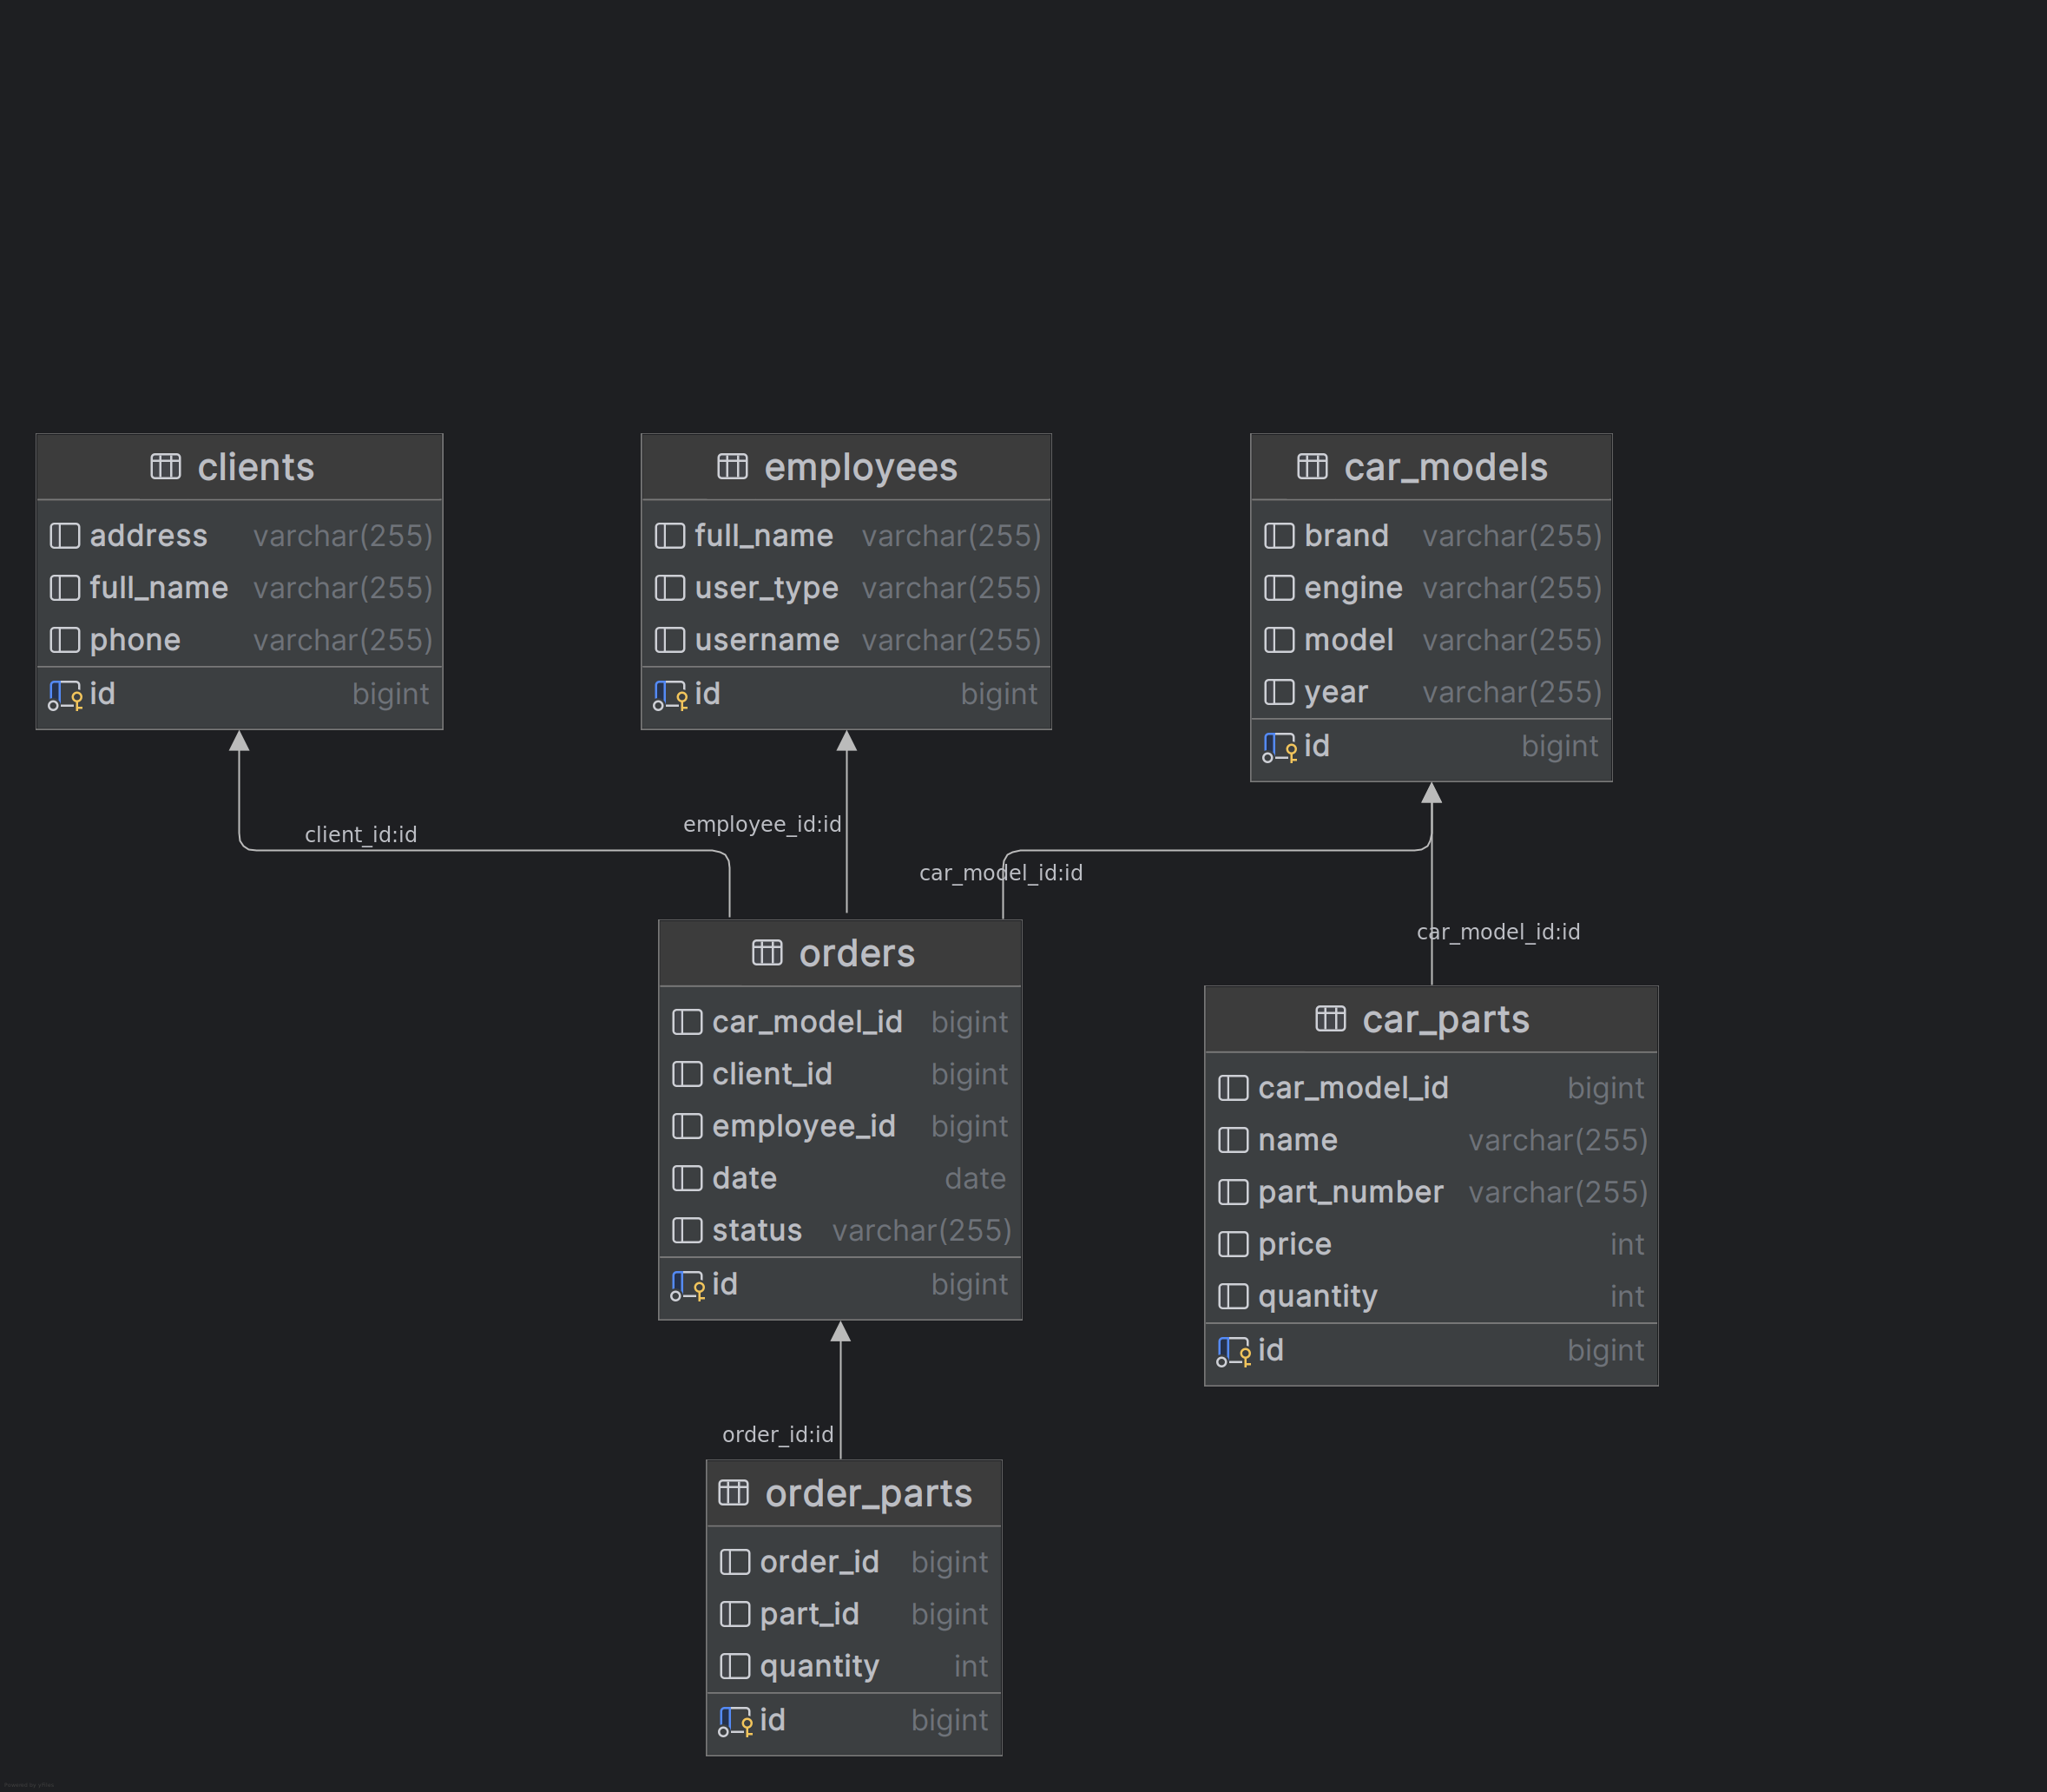 clients
address varchar(255)
full_name varchar(255)
phone varchar(255)
id bigint
employees
full_name varchar(255)
user_type varchar(255)
username varchar(255)
id bigint
car_models
brand varchar(255)
engine varchar(255)
model varchar(255)
year varchar(255)
id bigint
client_id:id
employee_id:id
car_model_id:id
car_model_id:id
orders
car_model_id bigint
client_id bigint
employee_id bigint
date date
status varchar(255)
id bigint
car_parts
car_model_id bigint
name varchar(255)
part_number varchar(255)
price int
quantity int
id bigint
order_id:id
order_parts
order_id bigint
part_id bigint
quantity int
id bigint
Powered by yFiles